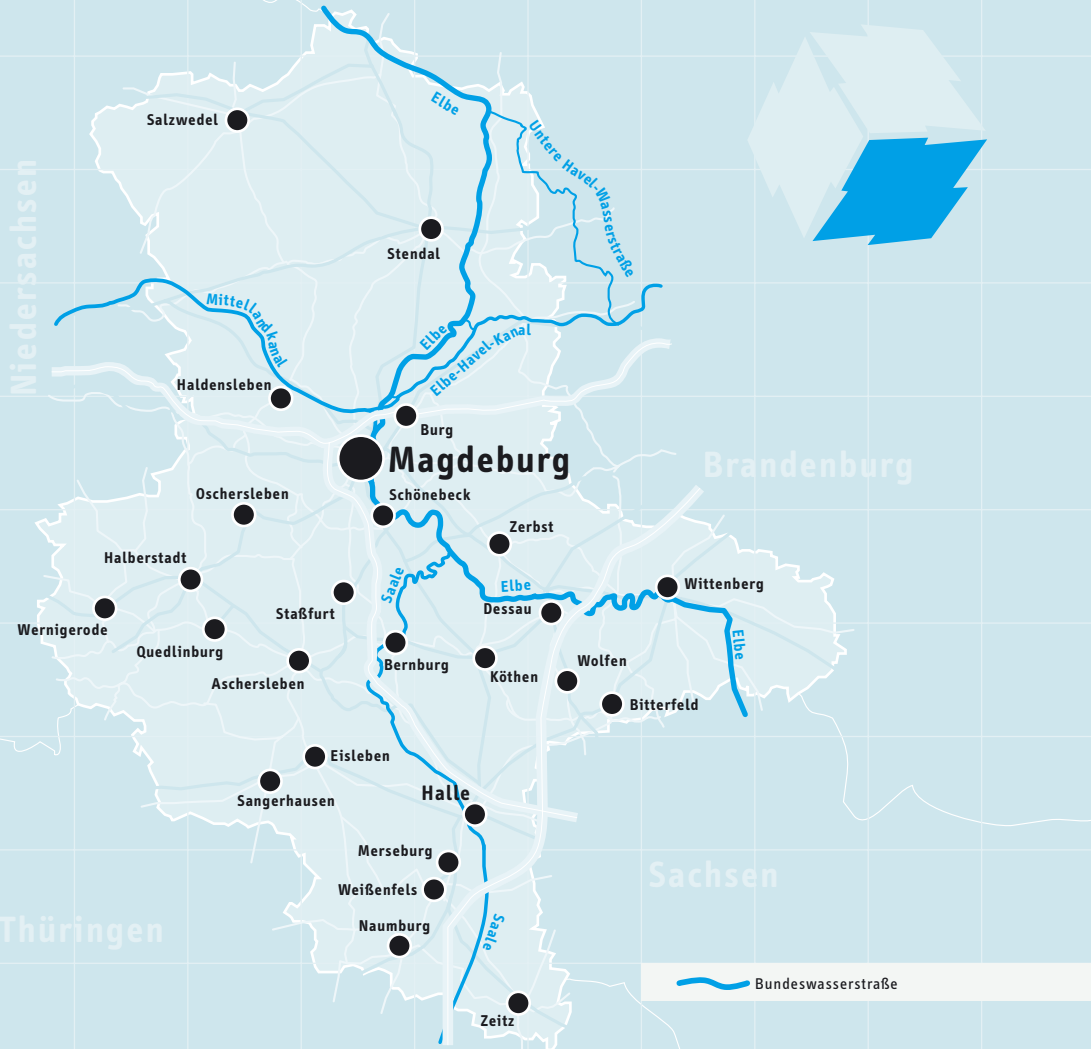 Elbe
Salzwedel
Untere Havel-Wasserstraße
Stendal
Niedersachsen
Mittellandkanal
Elbe
Elbe-Havel-Kanal
Haldensleben
Burg
Magdeburg
Brandenburg
Oschersleben
Schönebeck
Zerbst
Halberstadt
Saale
Elbe
Wittenberg
Staßfurt
Dessau
Wernigerode
Elbe
Quedlinburg
Bernburg
Köthen
Wolfen
Aschersleben
Bitterfeld
Eisleben
Halle
Sangerhausen
Merseburg
Sachsen
Weißenfels
Naumburg
Saale
Thüringen
Bundeswasserstraße
Zeitz